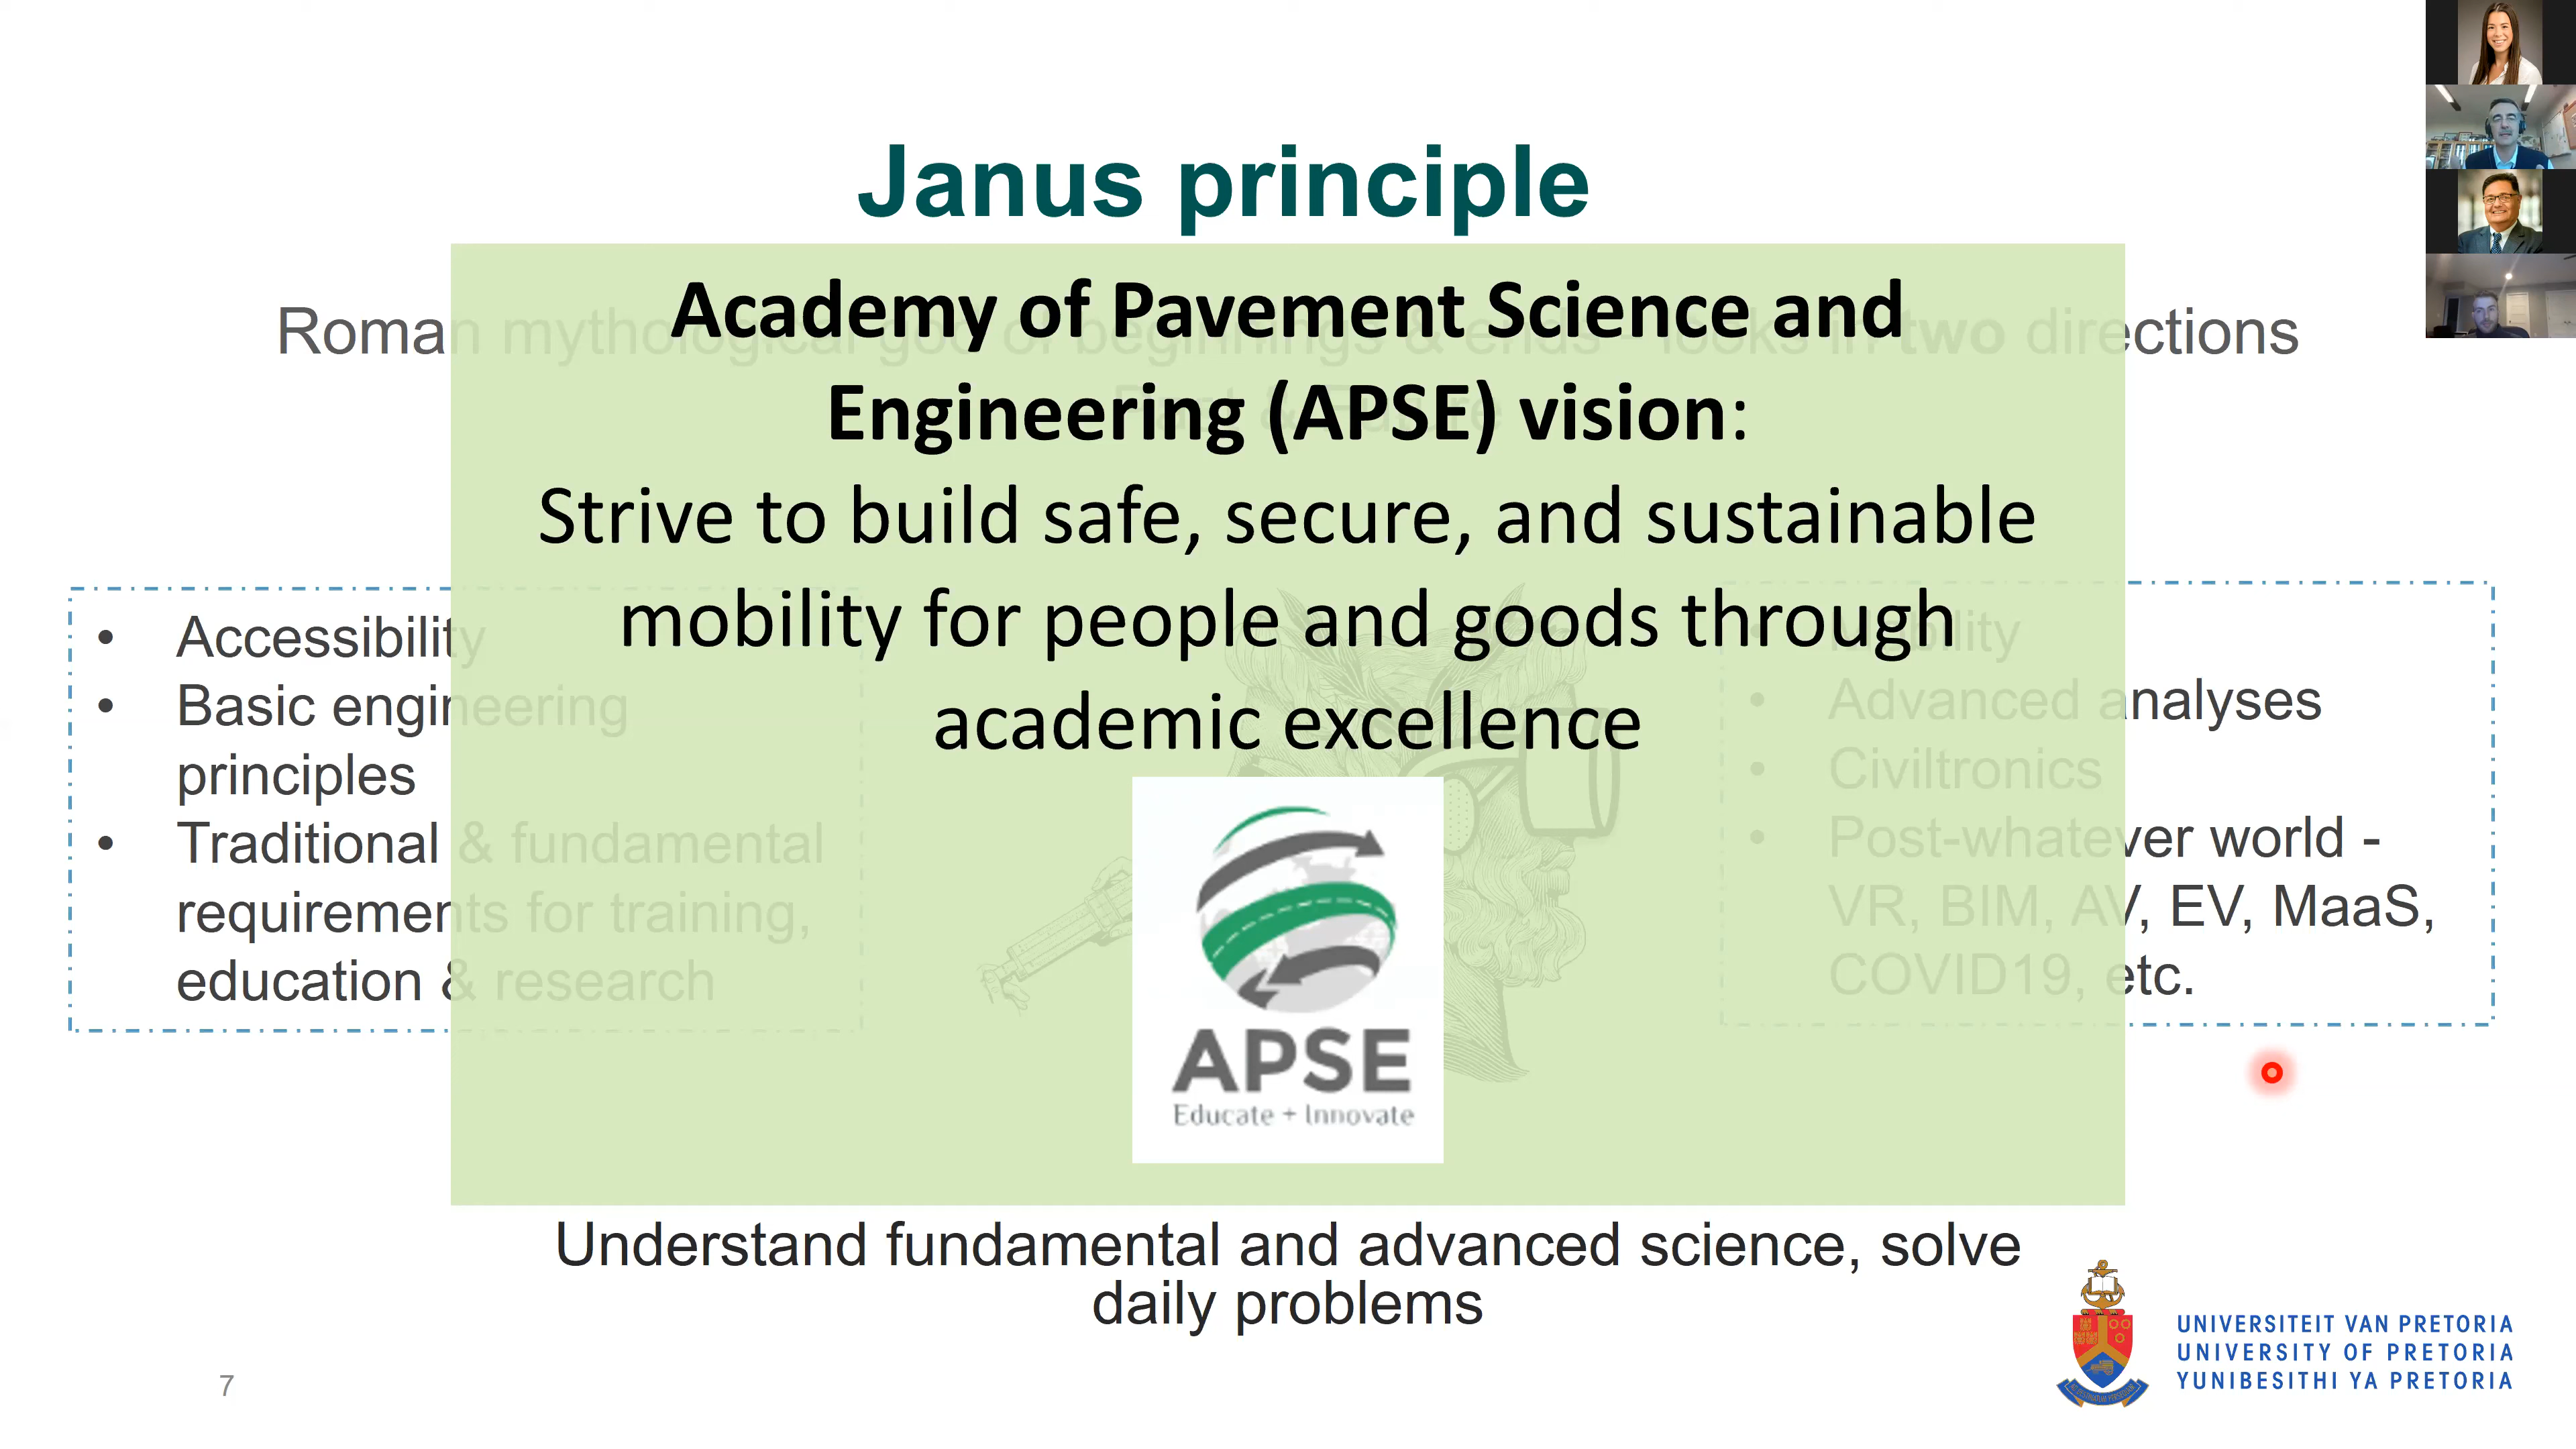 Janus principle
Roman mythological god of beginnings & ends - looks in two directions
Past & Future
Academy of Pavement Science and
Engineering (APSE) vision:
Strive to build safe, secure, and sustainable
mobility for people and goods through
academic excellence
• Accessibility
• Basic engineering
principles
• Traditional & fundamental
requirements for training,
education & research
• Mobility
• Advanced analyses
• Civiltronics
• Post-whatever world -
VR, BIM, AV, EV, MaaS,
COVID19, etc.
APSE
Educate + Innovate
Understand fundamental and advanced science, solve
daily problems
7
UNIVERSITEIT VAN PRETORIA
UNIVERSITY OF PRETORIA
YUNIBESITHI YA PRETORIA